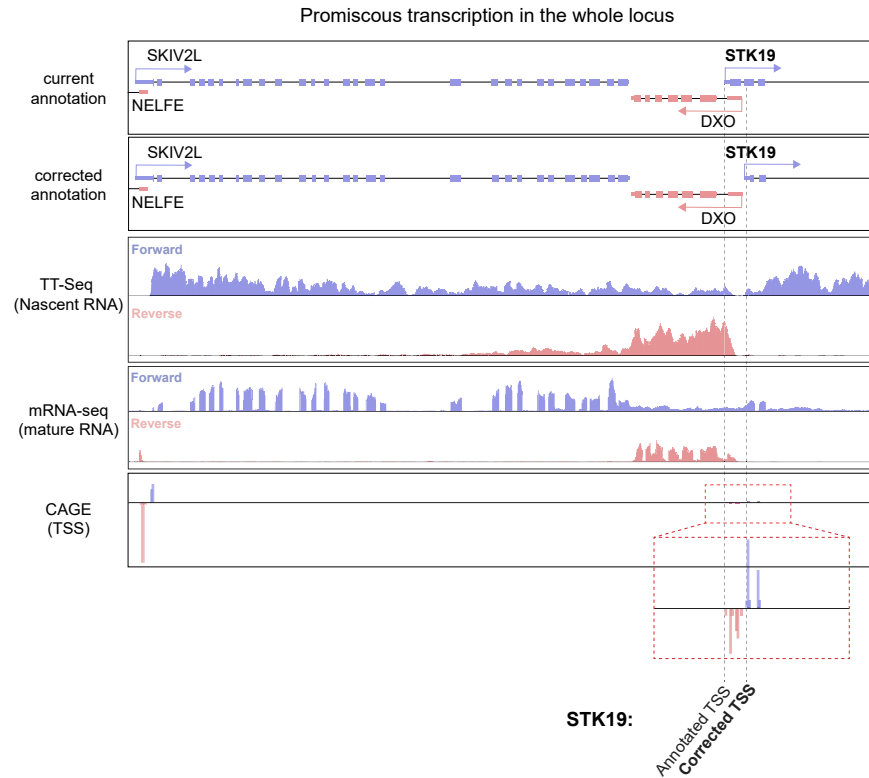 Promiscous transcription in the whole locus
current
annotation
SKIV2L
STK19
NELFE
DXO
corrected
annotation
SKIV2L
STK19
NELFE
DXO
TT-Seq
(Nascent RNA)
Forward
Reverse
mRNA-seq
(mature RNA)
Forward
Reverse
CAGE
(TSS)
STK19:
Annotated TSS
Corrected TSS